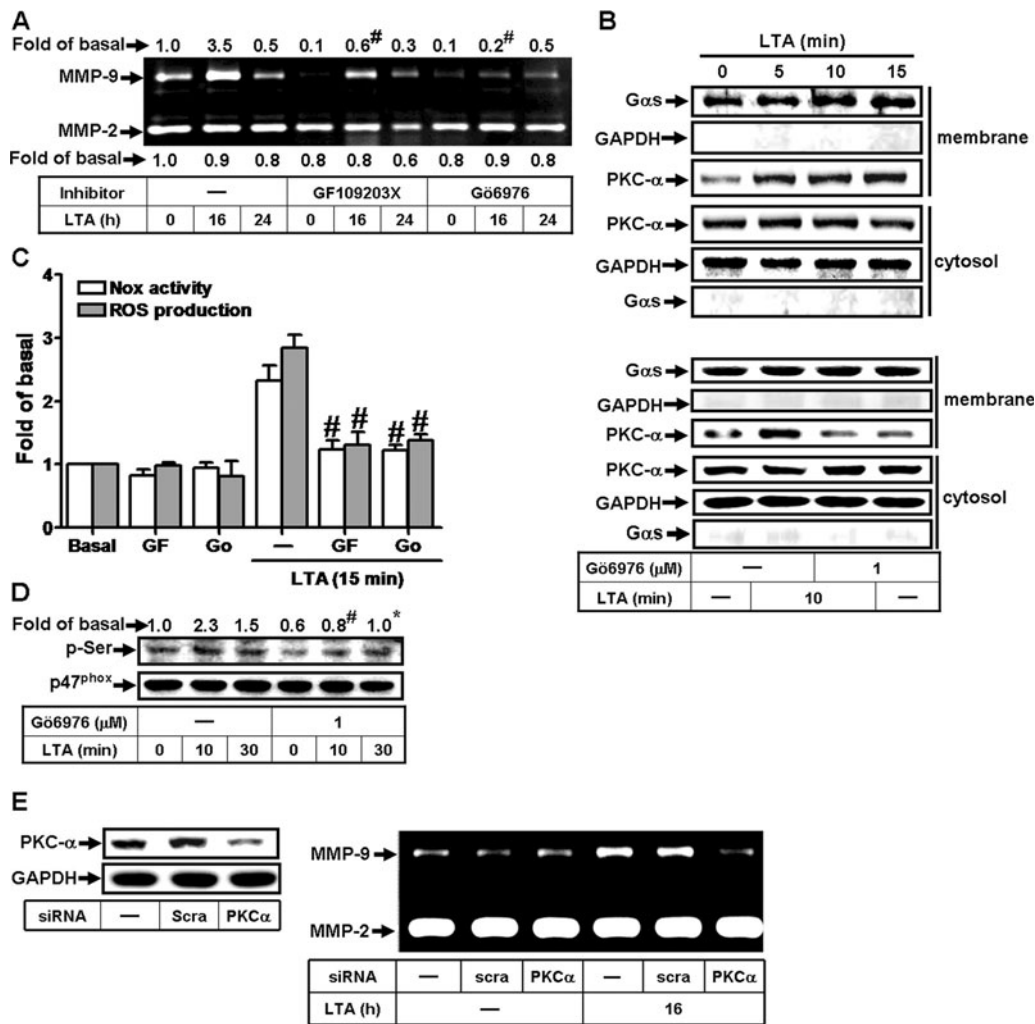 A
Fold of basal 1.0 3.5 0.5 0.1 0.6# 0.3 0.1 0.2# 0.5
MMP-9
MMP-2
Fold of basal 1.0 0.9 0.8 0.8 0.8 0.6 0.8 0.9 0.8
Inhibitor — GF109203X Gö6976
LTA (h) 0 16 24 0 16 24 0 16 24
B
LTA (min)
0 5 10 15
Gαs
GAPDH
PKC-α
membrane
PKC-α
GAPDH
Gαs
cytosol
Gαs
GAPDH
PKC-α
membrane
PKC-α
GAPDH
Gαs
cytosol
Gö6976 (μM) — 1
LTA (min) — 10 —
C
Fold of basal
4
3
2
1
0
Nox activity
ROS production
# # # #
Basal GF Go — GF Go
LTA (15 min)
D
Fold of basal 1.0 2.3 1.5 0.6 0.8# 1.0*
p-Ser
p47phox
Gö6976 (μM) — 1
LTA (min) 0 10 30 0 10 30
E
PKC-α
GAPDH
siRNA — Scra PKCα
MMP-9
MMP-2
siRNA — scra PKCα — scra PKCα
LTA (h) — 16